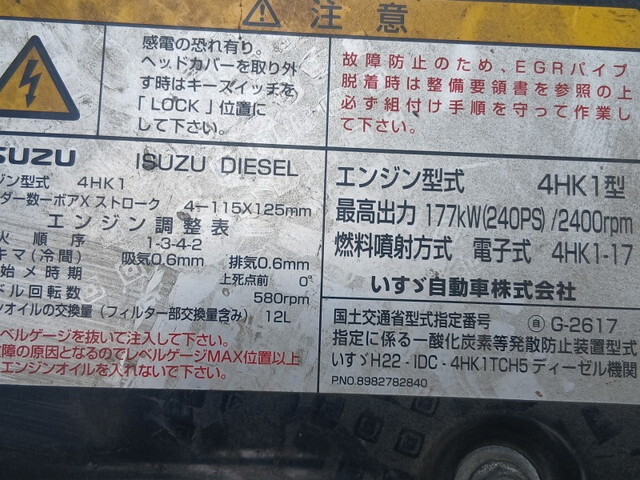 注意
感電の恐れ有り。
ヘッドカバーを取り外
す時はキースイッチを
「LOCK」位置に
して下さい。
故障防止のため、EGRパイプ
脱着時は整備要領書を参照の上
必ず組付け手順を守って作業し
て下さい。
SUZU ISUZU DIESEL
ジン型式 4HK1
ダー数ーボアXストローク 4-115X125mm
エンジン調整表
火順序 1-3-4-2
キマ(冷間) 吸気0.6mm 排気0.6mm
始メ時期 上死点前 0°
ドル回転数 580rpm
ンオイルの交換量(フィルター部交換量含み) 12L
ベルゲージを抜いて注入して下さい。
故障の原因となるのでレベルゲージMAX位置以上
エンジンオイルを入れないで下さい。
エンジン型式 4HK1型
最高出力 177kW(240PS)/2400rpm
燃料噴射方式 電子式 4HK1-17
いすゞ自動車株式会社
国土交通省型式指定番号 自 G-2617
指定に係る一酸化炭素等発散防止装置型式
いすゞH22-IDC-4HK1TCH5ディーゼル機関
P.NO.8982782840